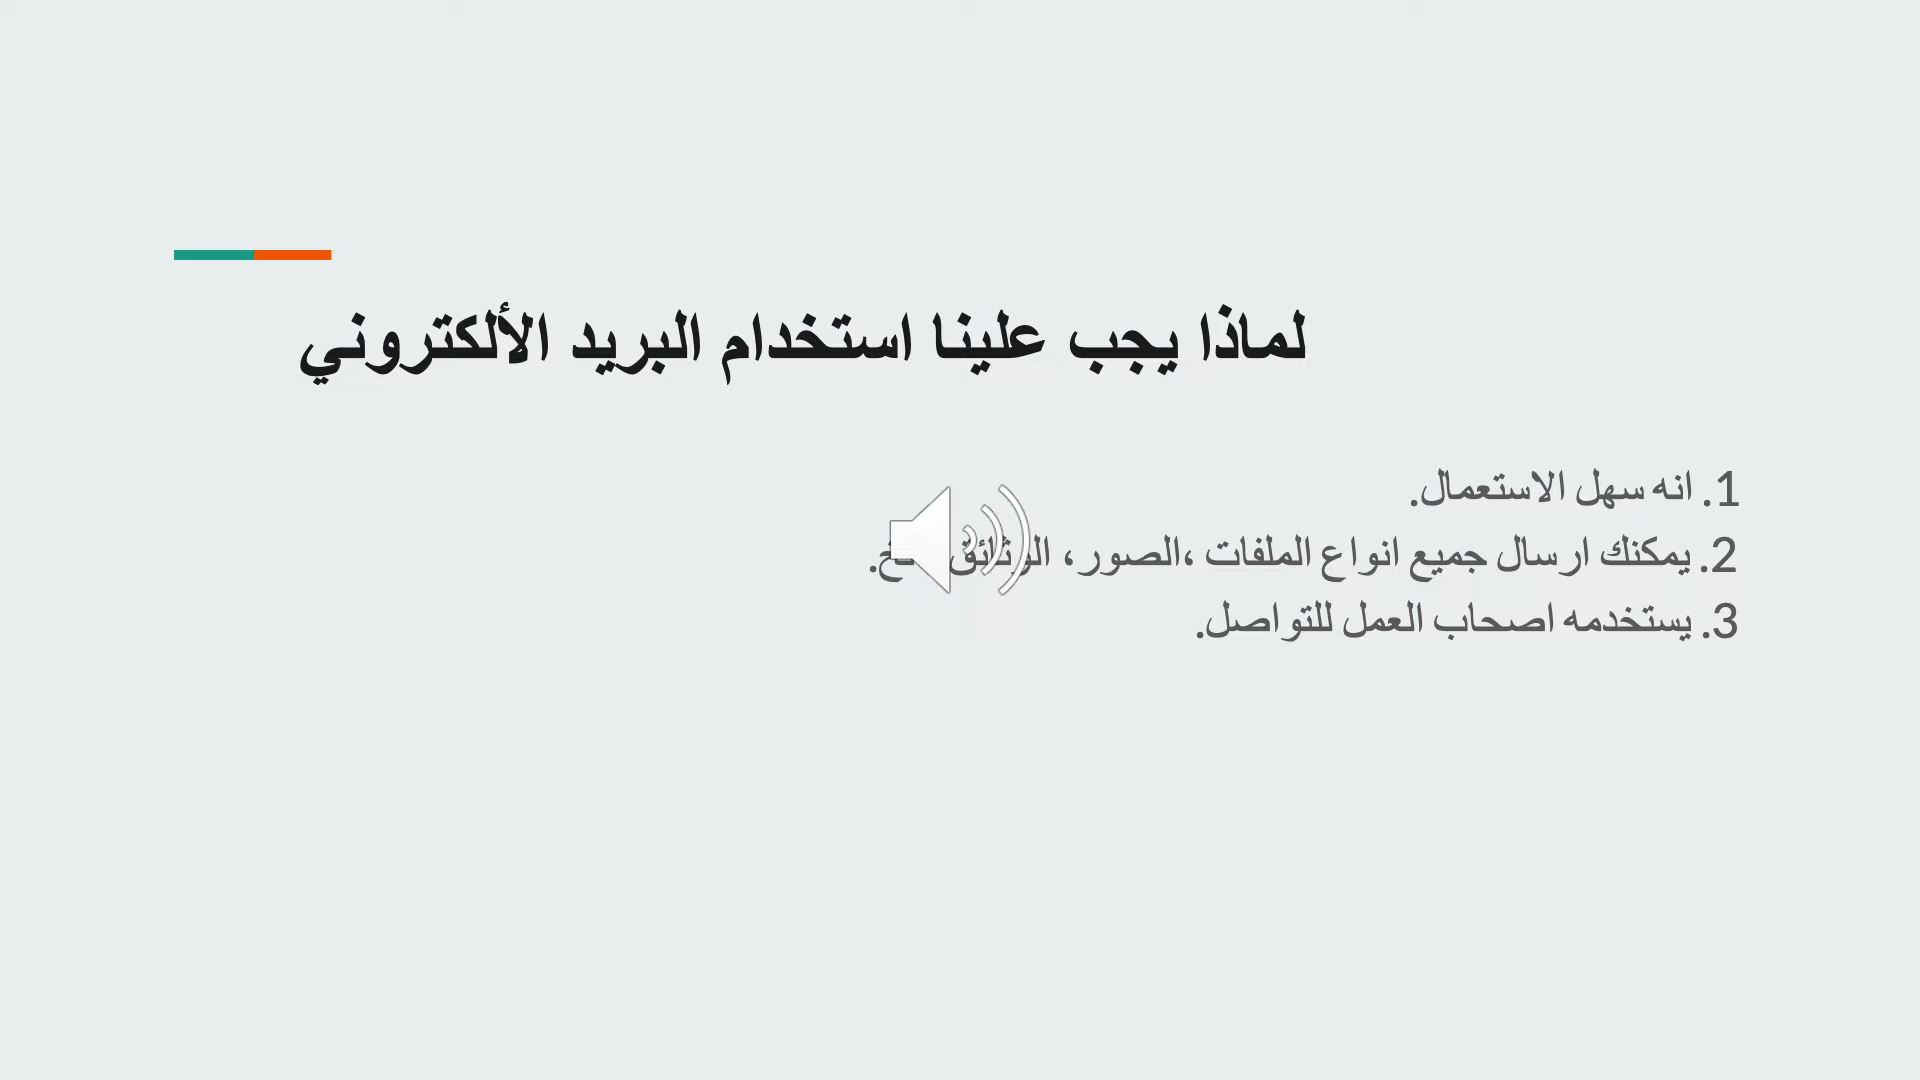 لماذا يجب علينا استخدام البريد الألكتروني
1. انه سهل الاستعمال.
2. يمكنك ارسال جميع انواع الملفات ،الصور، الوثائق
3. يستخدمه اصحاب العمل للتواصل.